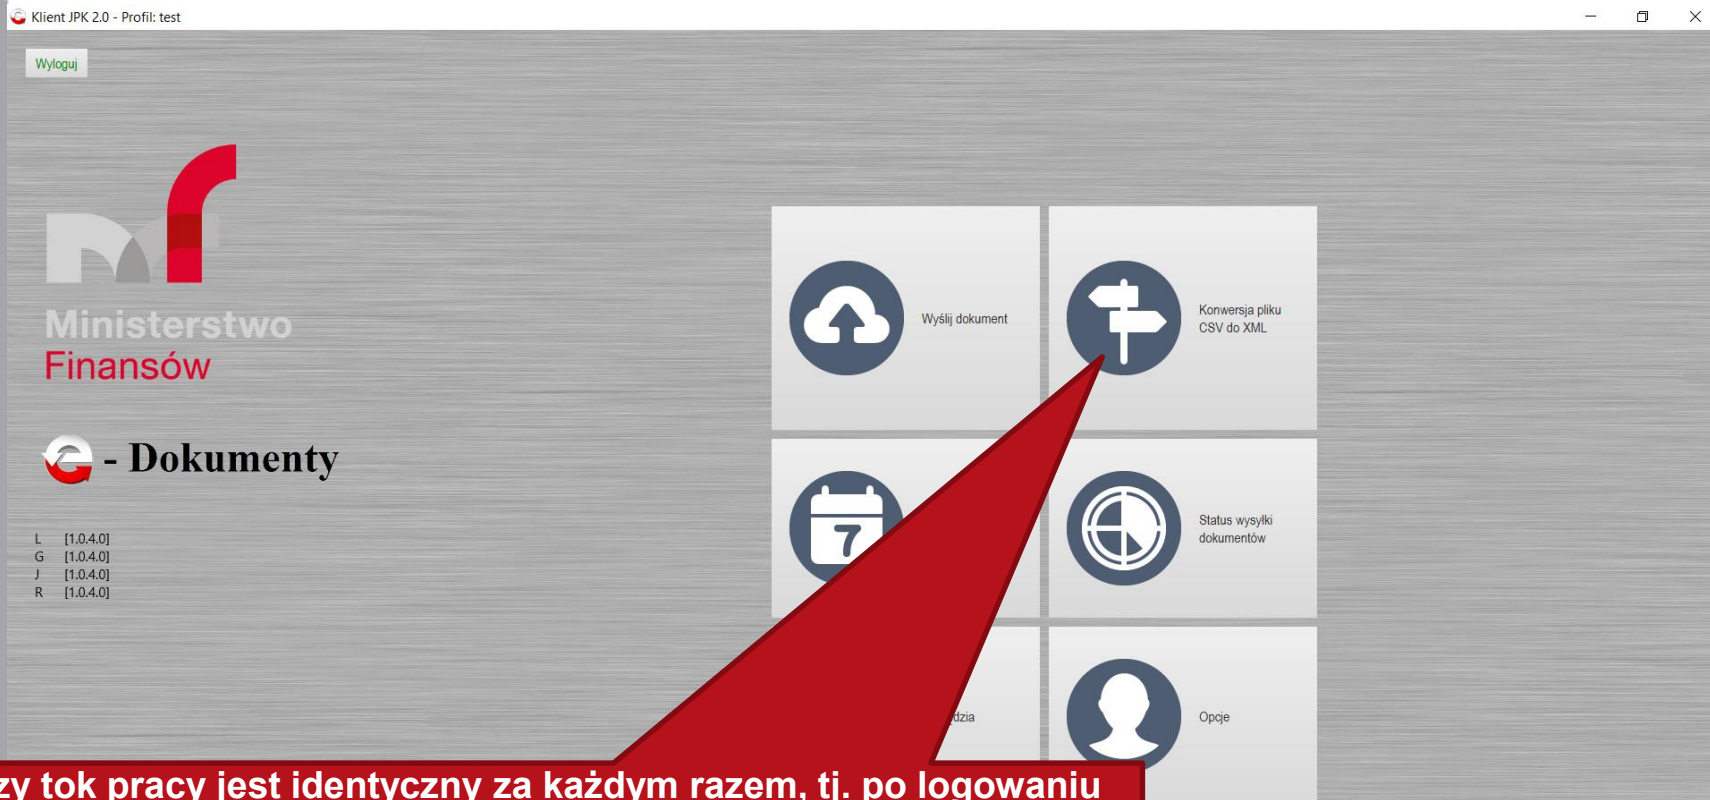 Klient JPK 2.0 - Profil: test
Wyloguj
Ministerstwo
Finansów
e - Dokumenty
L [1.0.4.0]
G [1.0.4.0]
J [1.0.4.0]
R [1.0.4.0]
Wyślij dokument
Konwersja pliku
CSV do XML
7
Status wysyłki
dokumentów
Opcje
tok pracy jest identyczny za każdym razem, tj. po logowaniu